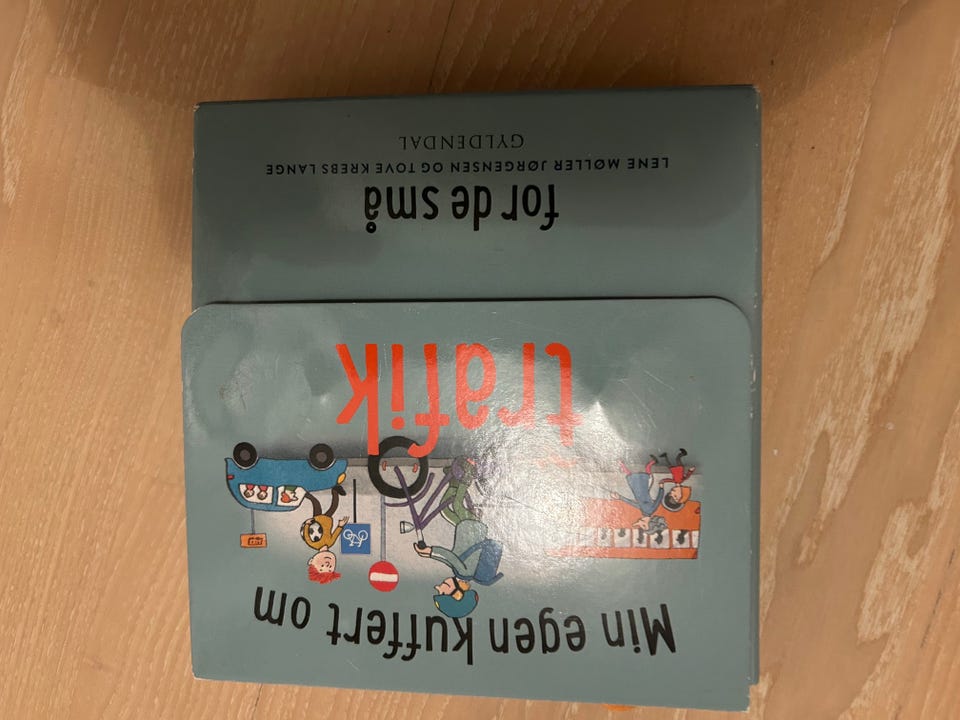 Min egen kuffert om
trafik
for de små
LENE MØLLER JØRGENSEN OG TOVE KREBS LANGE
GYLDENDAL